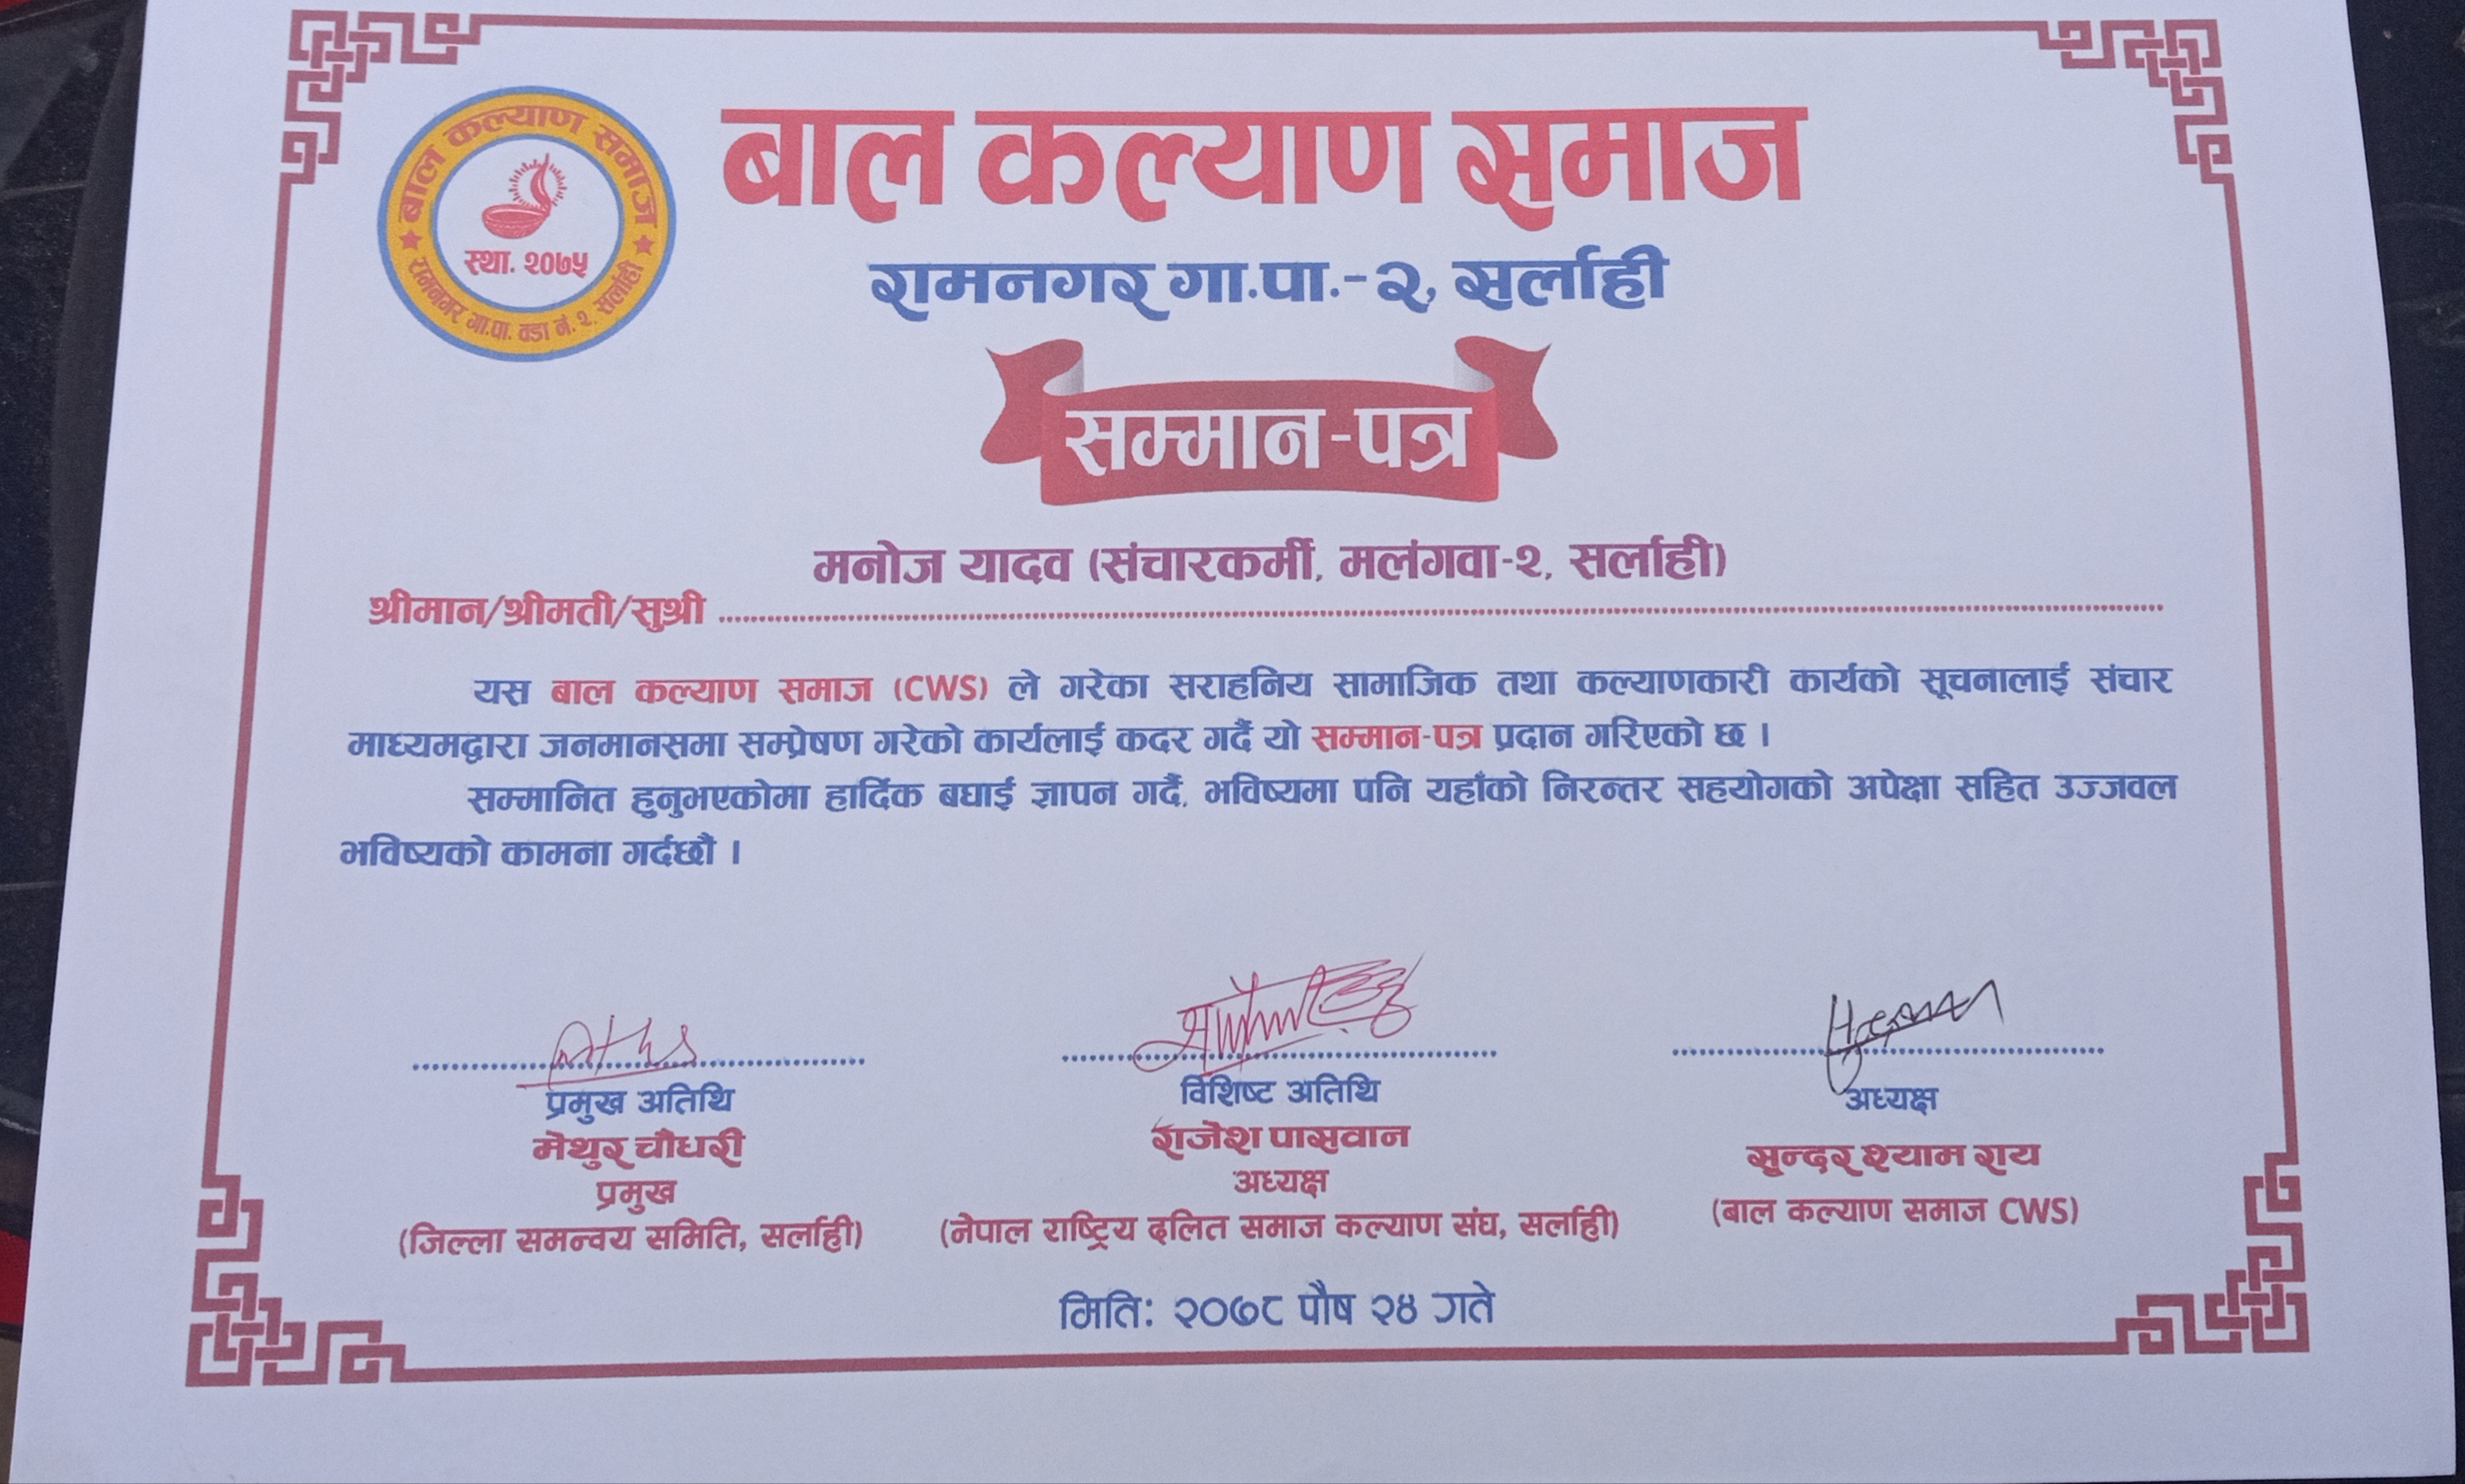 बाल कल्याण समाज
स्था. २०७५
रामनगर गा.पा. वडा नं. २, सर्लाही
बाल कल्याण समाज
रामनगर गा.पा.-२, सर्लाही
सम्मान-पत्र
मनोज यादव (संचारकर्मी, मलंगवा-२, सर्लाही)
श्रीमान/श्रीमती/सुश्री
यस बाल कल्याण समाज (CWS) ले गरेका सराहनिय सामाजिक तथा कल्याणकारी कार्यको सूचनालाई संचार
माध्यमद्वारा जनमानसमा सम्प्रेषण गरेको कार्यलाई कदर गर्दै यो सम्मान-पत्र प्रदान गरिएको छ ।
सम्मानित हुनुभएकोमा हार्दिक बधाई ज्ञापन गर्दै, भविष्यमा पनि यहाँको निरन्तर सहयोगको अपेक्षा सहित उज्जवल
भविष्यको कामना गर्दछौं ।
प्रमुख अतिथि
मेथुर चौधरी
प्रमुख
(जिल्ला समन्वय समिति, सर्लाही)
विशिष्ट अतिथि
राजेश पासवान
अध्यक्ष
(नेपाल राष्ट्रिय दलित समाज कल्याण संघ, सर्लाही)
अध्यक्ष
सुन्दर श्याम राय
(बाल कल्याण समाज CWS)
मिति: २०७८ पौष २४ गते